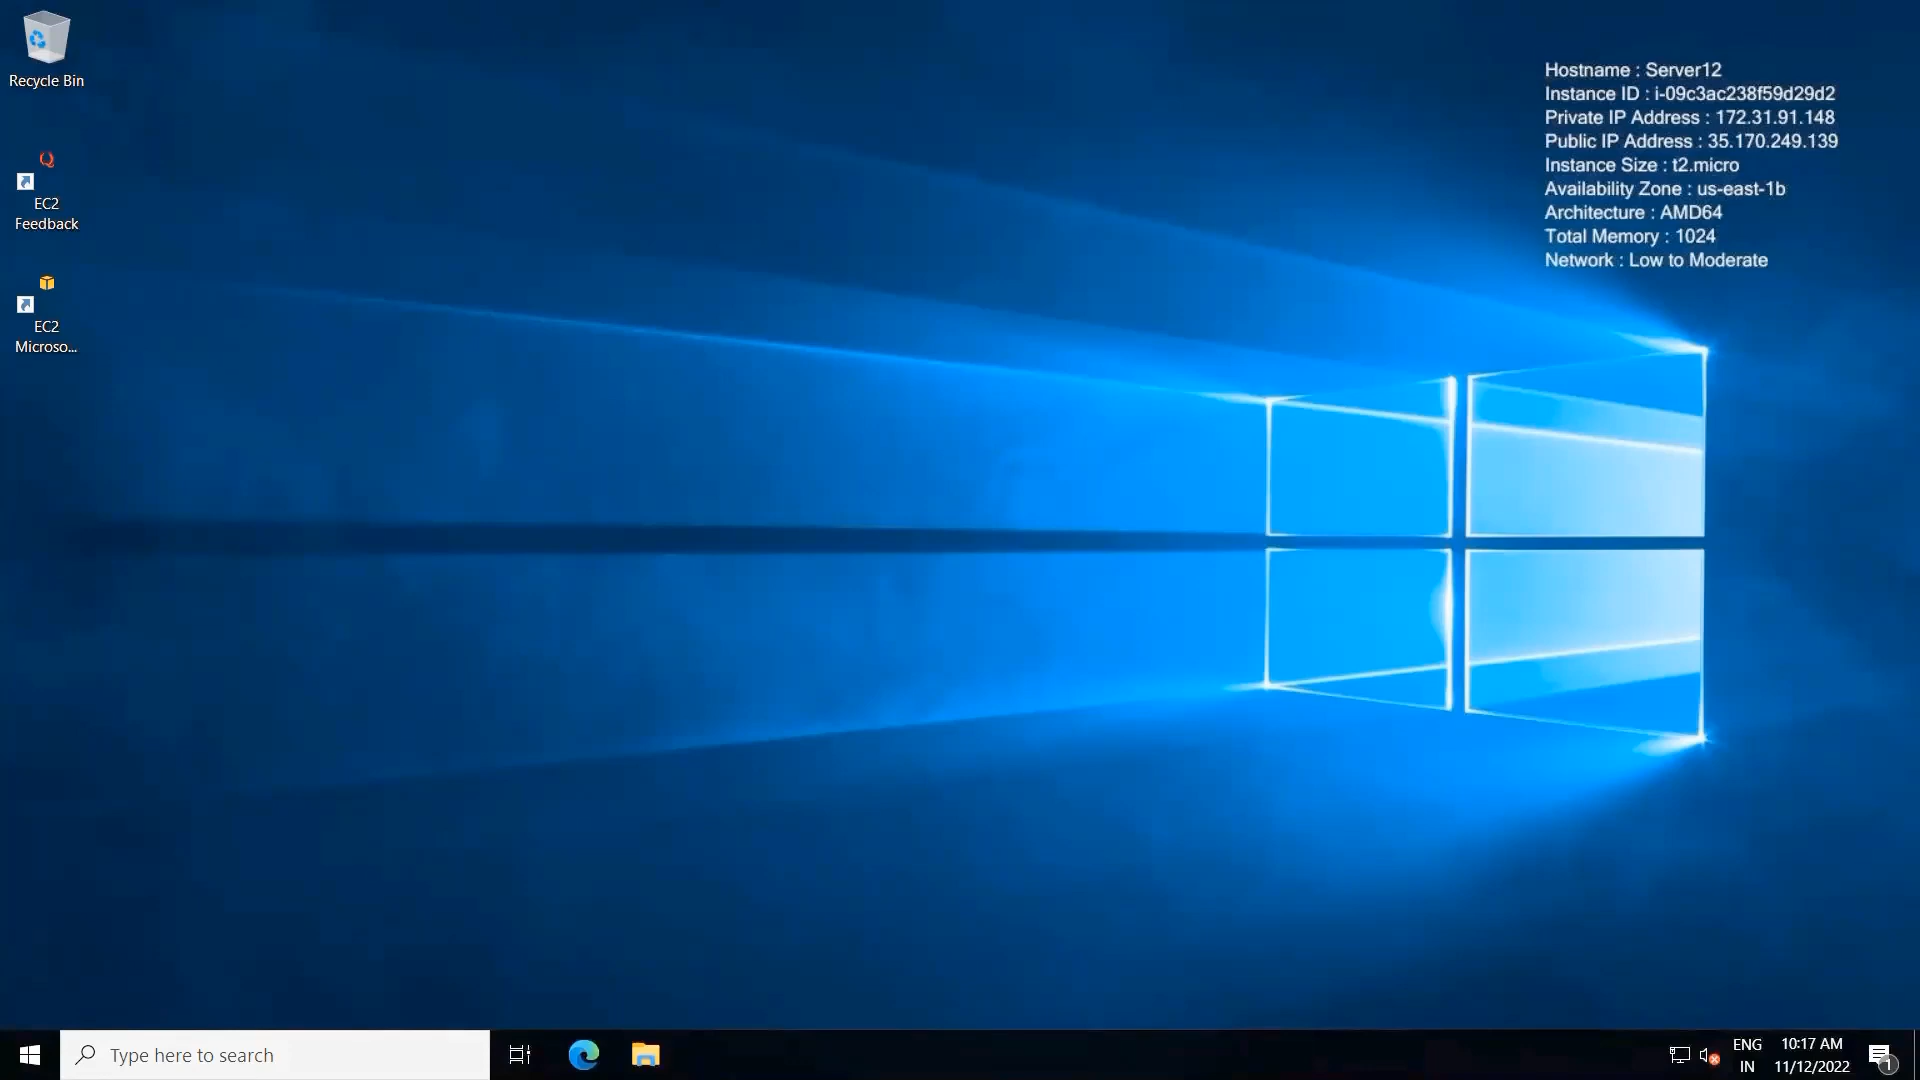 Recycle Bin
EC2
Feedback
EC2
Microso...
Hostname : Server12
Instance ID : i-09c3ac238f59d29d2
Private IP Address : 172.31.91.148
Public IP Address : 35.170.249.139
Instance Size : t2.micro
Availability Zone : us-east-1b
Architecture : AMD64
Total Memory : 1024
Network : Low to Moderate
Type here to search
ENG
IN
10:17 AM
11/12/2022
1